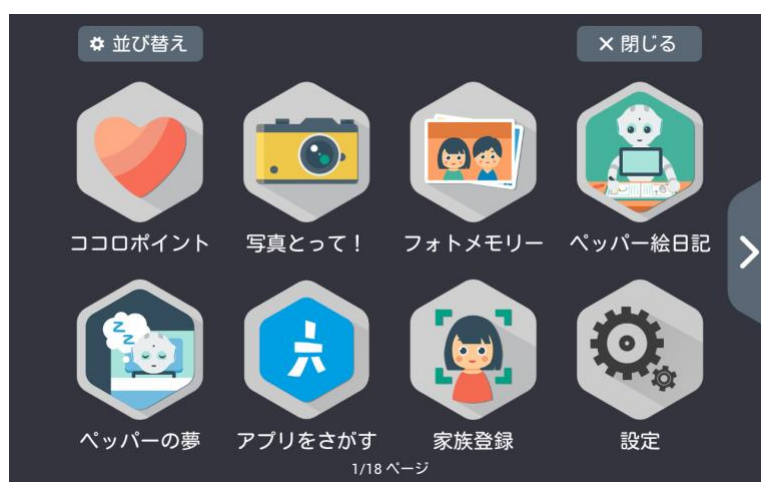 並び替え
閉じる
ココロポイント
写真とって！
フォトメモリー
ペッパー絵日記
ZZ
ペッパーの夢
アプリをさがす
家族登録
設定
1/18 ページ